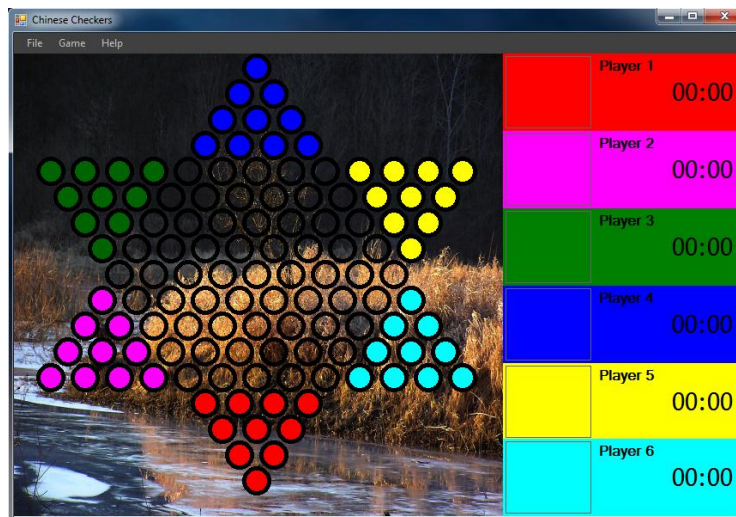 Chinese Checkers
File Game Help
Player 1
00:00
Player 2
00:00
Player 3
00:00
Player 4
00:00
Player 5
00:00
Player 6
00:00